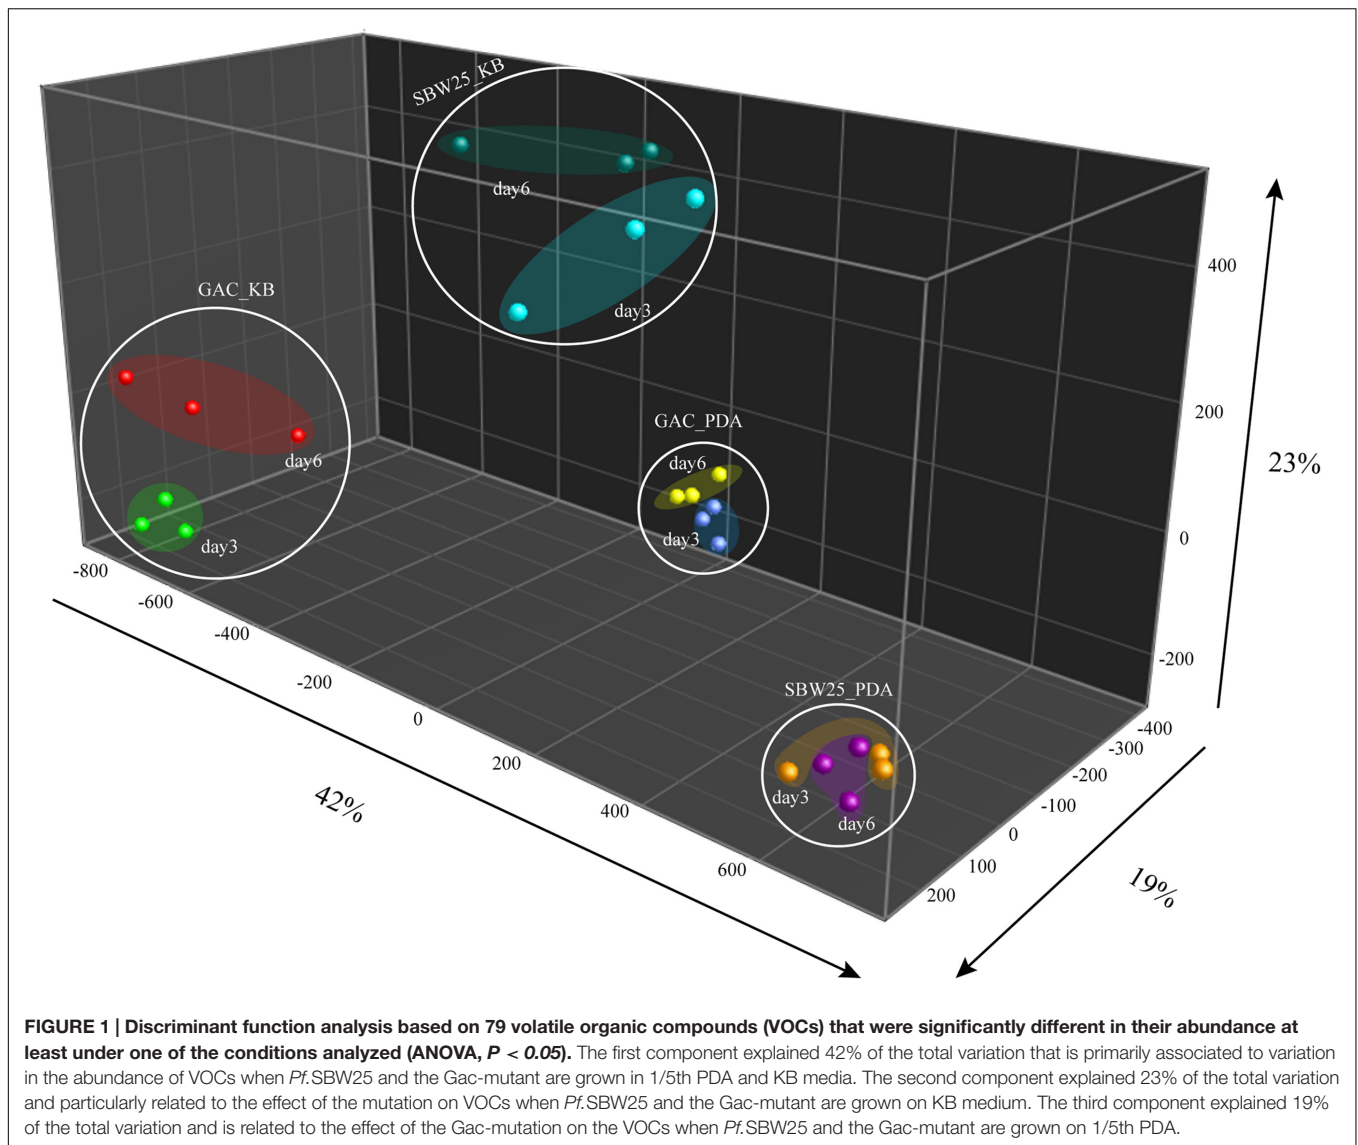 SBW25_KB
day6
day3
GAC_KB
day6
day3
GAC_PDA
day6
day3
SBW25_PDA
day3
day6
400
200
0
-200
23%
-800
-600
-400
-200
0
200
400
600
42%
-400
-300
-200
-100
0
100
200
19%
FIGURE 1 | Discriminant function analysis based on 79 volatile organic compounds (VOCs) that were significantly different in their abundance at
least under one of the conditions analyzed (ANOVA, P < 0.05). The first component explained 42% of the total variation that is primarily associated to variation
in the abundance of VOCs when Pf.SBW25 and the Gac-mutant are grown in 1/5th PDA and KB media. The second component explained 23% of the total variation
and particularly related to the effect of the mutation on VOCs when Pf.SBW25 and the Gac-mutant are grown on KB medium. The third component explained 19%
of the total variation and is related to the effect of the Gac-mutation on the VOCs when Pf.SBW25 and the Gac-mutant are grown on 1/5th PDA.